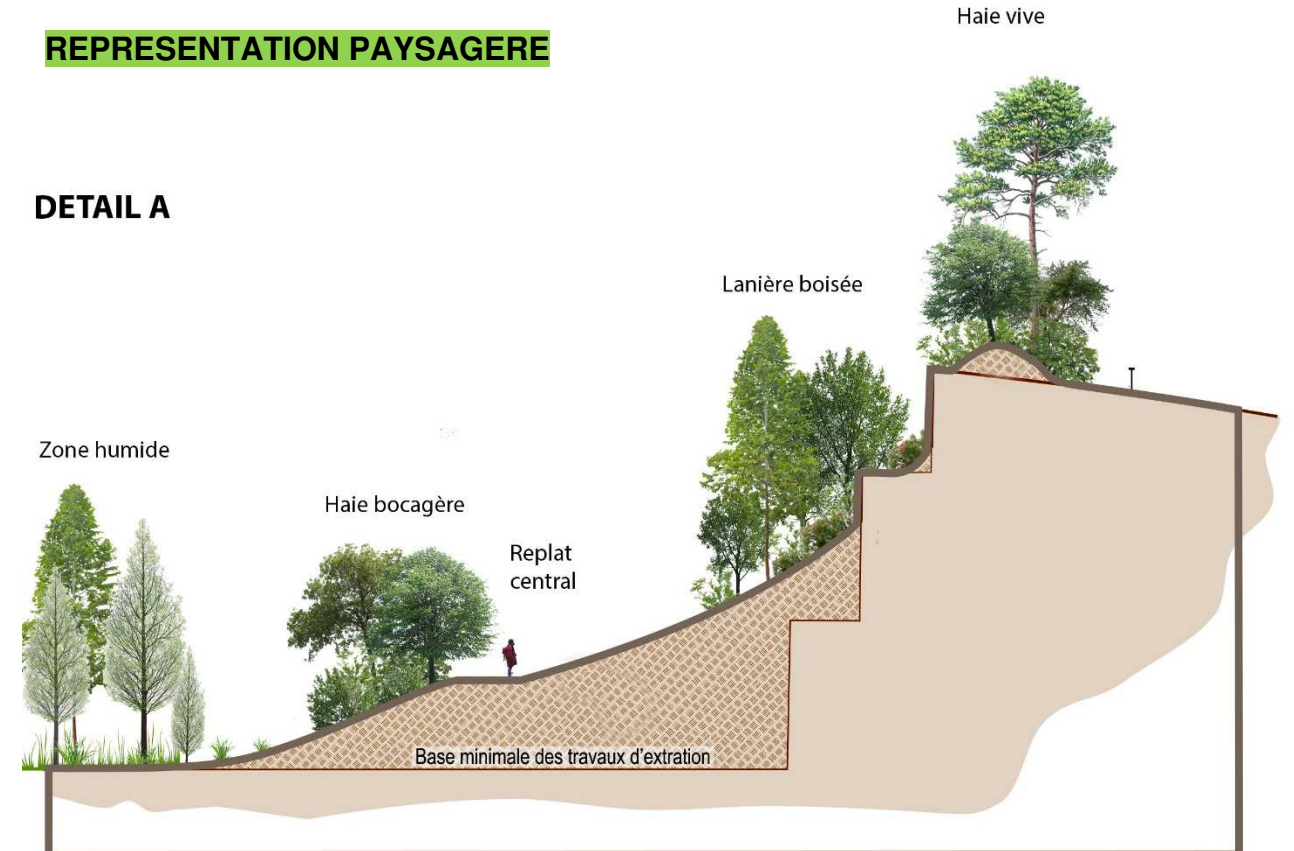 REPRESENTATION PAYSAGERE
Haie vive
DETAIL A
Lanière boisée
Zone humide
Haie bocagère
Replat
central
Base minimale des travaux d'extration